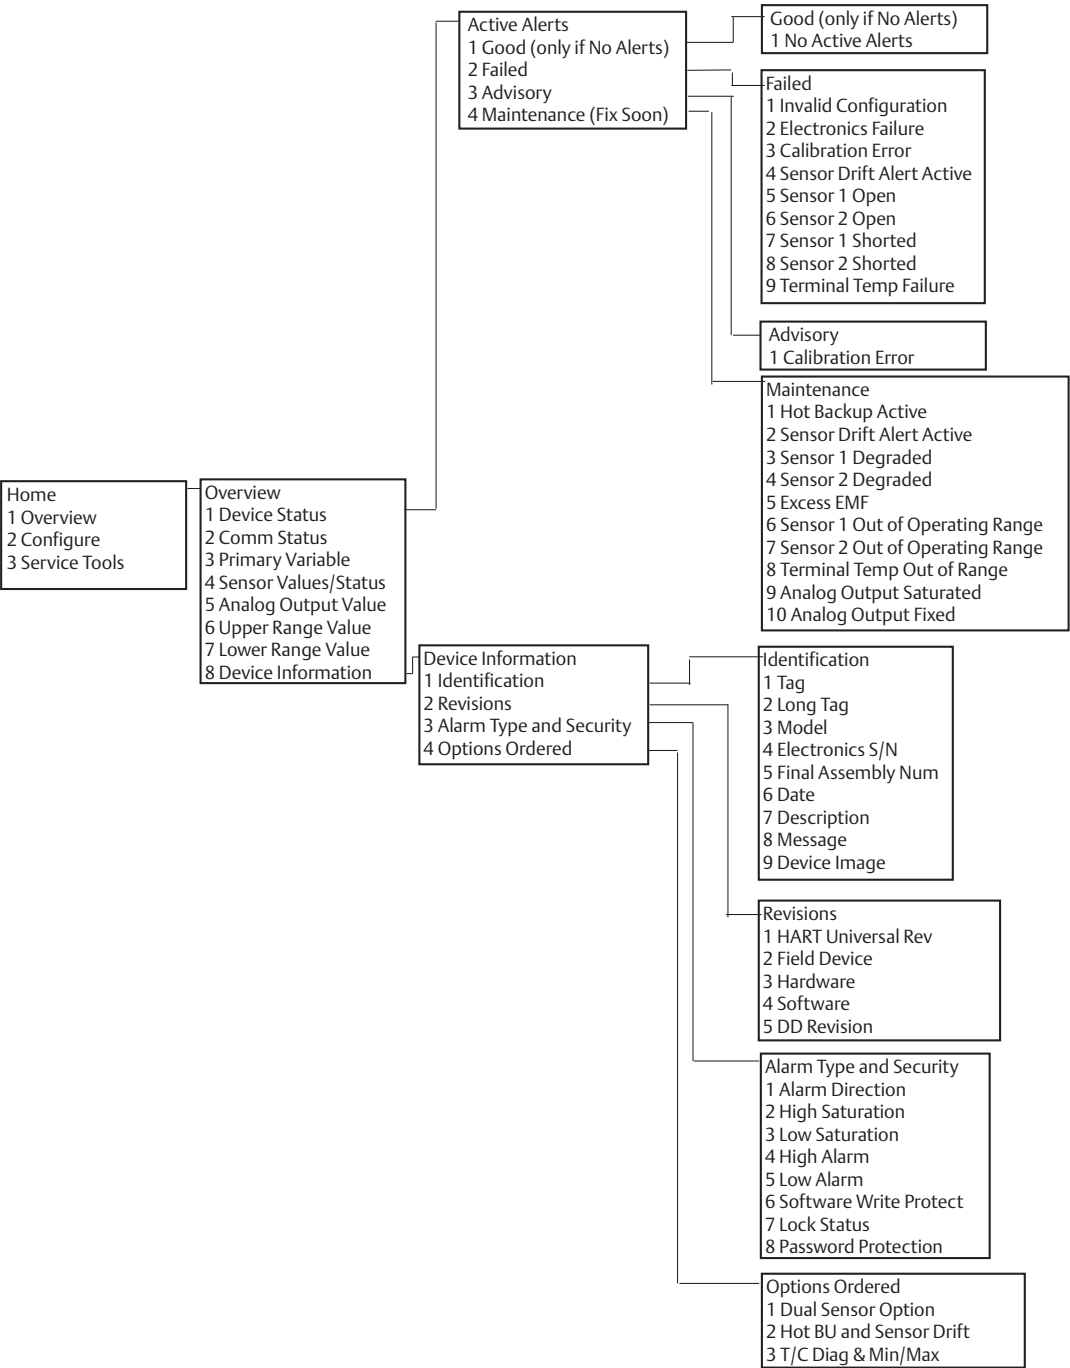 Home
1 Overview
2 Configure
3 Service Tools
Overview
1 Device Status
2 Comm Status
3 Primary Variable
4 Sensor Values/Status
5 Analog Output Value
6 Upper Range Value
7 Lower Range Value
8 Device Information
Active Alerts
1 Good (only if No Alerts)
2 Failed
3 Advisory
4 Maintenance (Fix Soon)
Good (only if No Alerts)
1 No Active Alerts
Failed
1 Invalid Configuration
2 Electronics Failure
3 Calibration Error
4 Sensor Drift Alert Active
5 Sensor 1 Open
6 Sensor 2 Open
7 Sensor 1 Shorted
8 Sensor 2 Shorted
9 Terminal Temp Failure
Advisory
1 Calibration Error
Maintenance
1 Hot Backup Active
2 Sensor Drift Alert Active
3 Sensor 1 Degraded
4 Sensor 2 Degraded
5 Excess EMF
6 Sensor 1 Out of Operating Range
7 Sensor 2 Out of Operating Range
8 Terminal Temp Out of Range
9 Analog Output Saturated
10 Analog Output Fixed
Device Information
1 Identification
2 Revisions
3 Alarm Type and Security
4 Options Ordered
Identification
1 Tag
2 Long Tag
3 Model
4 Electronics S/N
5 Final Assembly Num
6 Date
7 Description
8 Message
9 Device Image
Revisions
1 HART Universal Rev
2 Field Device
3 Hardware
4 Software
5 DD Revision
Alarm Type and Security
1 Alarm Direction
2 High Saturation
3 Low Saturation
4 High Alarm
5 Low Alarm
6 Software Write Protect
7 Lock Status
8 Password Protection
Options Ordered
1 Dual Sensor Option
2 Hot BU and Sensor Drift
3 T/C Diag & Min/Max